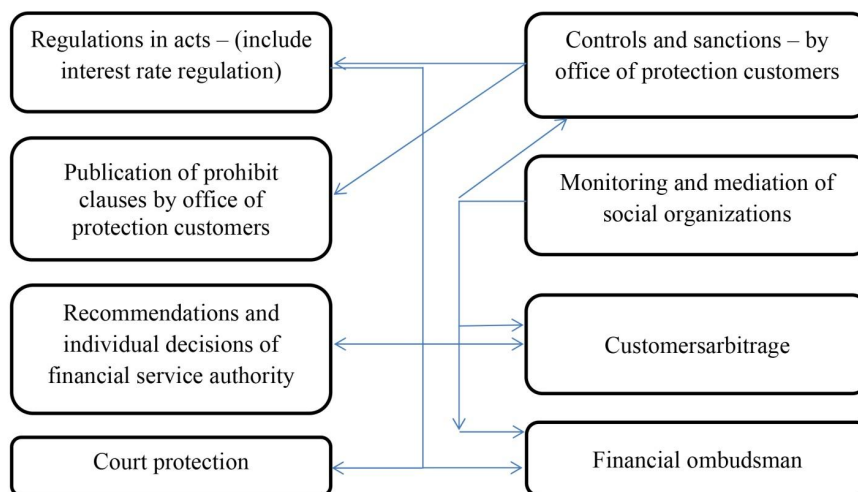 Regulations in acts – (include
interest rate regulation)
Controls and sanctions – by
office of protection customers
Publication of prohibit
clauses by office of
protection customers
Monitoring and mediation of
social organizations
Recommendations and
individual decisions of
financial service authority
Customersarbitrage
Court protection
Financial ombudsman